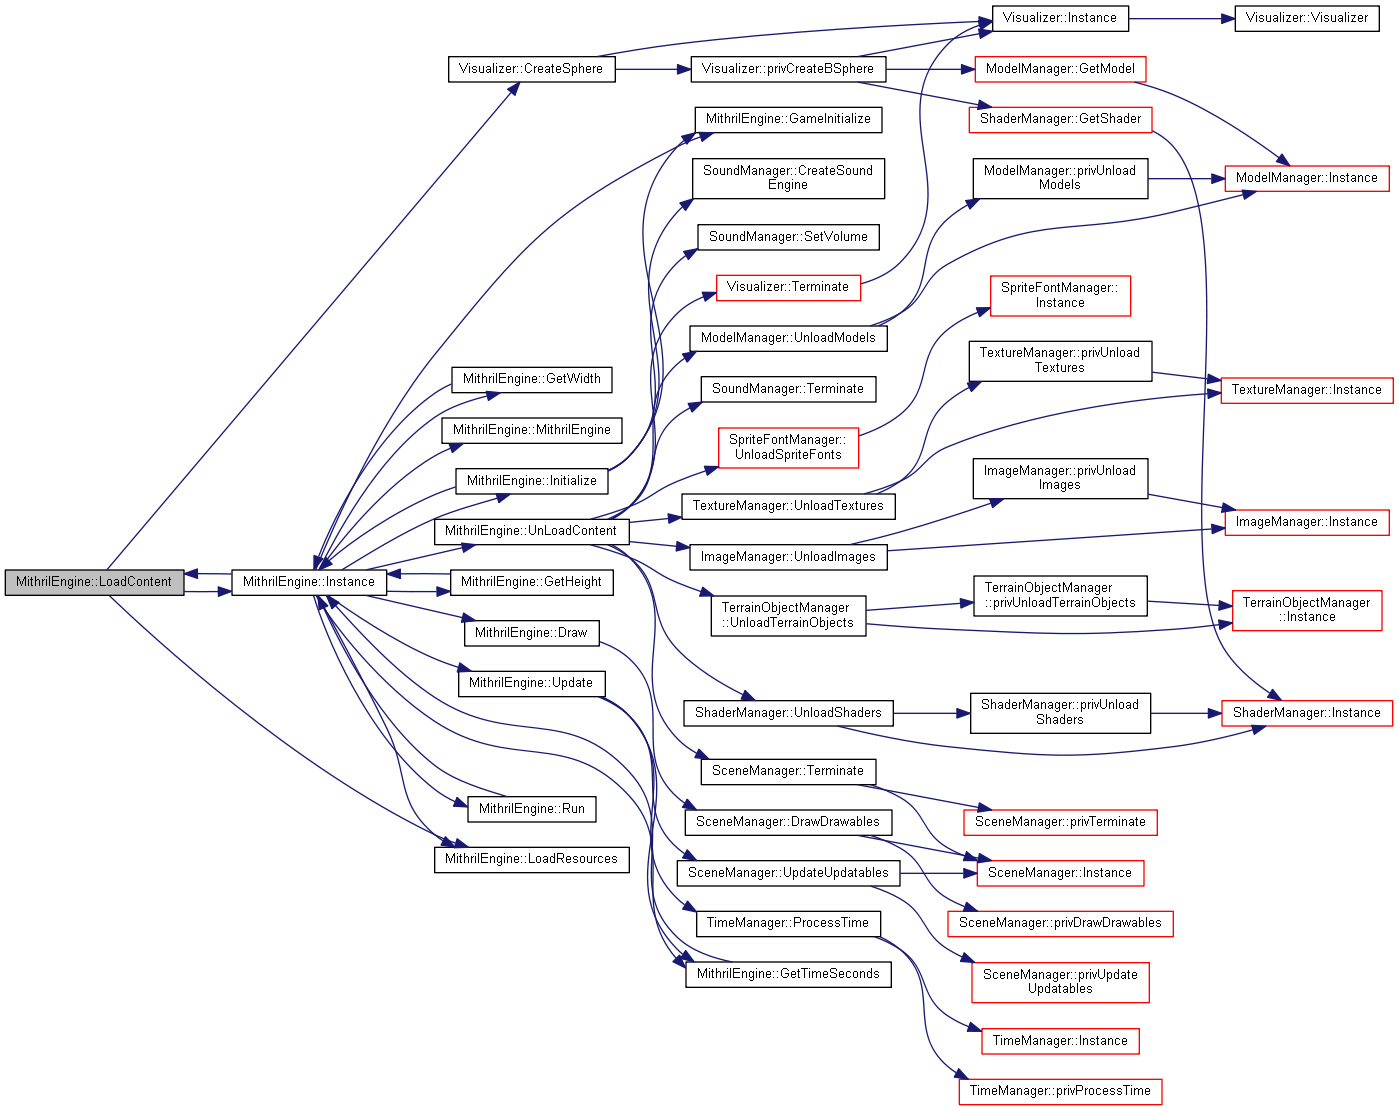 Visualizer::Instance
Visualizer::Visualizer
Visualizer::CreateSphere
Visualizer::privCreateBSphere
ModelManager::GetModel
MithrilEngine::GameInitialize
ShaderManager::GetShader
SoundManager::CreateSound
Engine
ModelManager::privUnload
Models
ModelManager::Instance
SoundManager::SetVolume
Visualizer::Terminate
SpriteFontManager::
Instance
ModelManager::UnloadModels
TextureManager::privUnload
Textures
MithrilEngine::GetWidth
SoundManager::Terminate
TextureManager::Instance
MithrilEngine::MithrilEngine
SpriteFontManager::
UnloadSpriteFonts
MithrilEngine::Initialize
ImageManager::privUnload
Images
TextureManager::UnloadTextures
MithrilEngine::UnLoadContent
ImageManager::Instance
ImageManager::UnloadImages
MithrilEngine::LoadContent
MithrilEngine::Instance
MithrilEngine::GetHeight
TerrainObjectManager
::UnloadTerrainObjects
TerrainObjectManager
::privUnloadTerrainObjects
TerrainObjectManager
::Instance
MithrilEngine::Draw
MithrilEngine::Update
ShaderManager::UnloadShaders
ShaderManager::privUnload
Shaders
ShaderManager::Instance
SceneManager::Terminate
MithrilEngine::Run
SceneManager::DrawDrawables
SceneManager::privTerminate
MithrilEngine::LoadResources
SceneManager::UpdateUpdatables
SceneManager::Instance
TimeManager::ProcessTime
SceneManager::privDrawDrawables
MithrilEngine::GetTimeSeconds
SceneManager::privUpdate
Updatables
TimeManager::Instance
TimeManager::privProcessTime